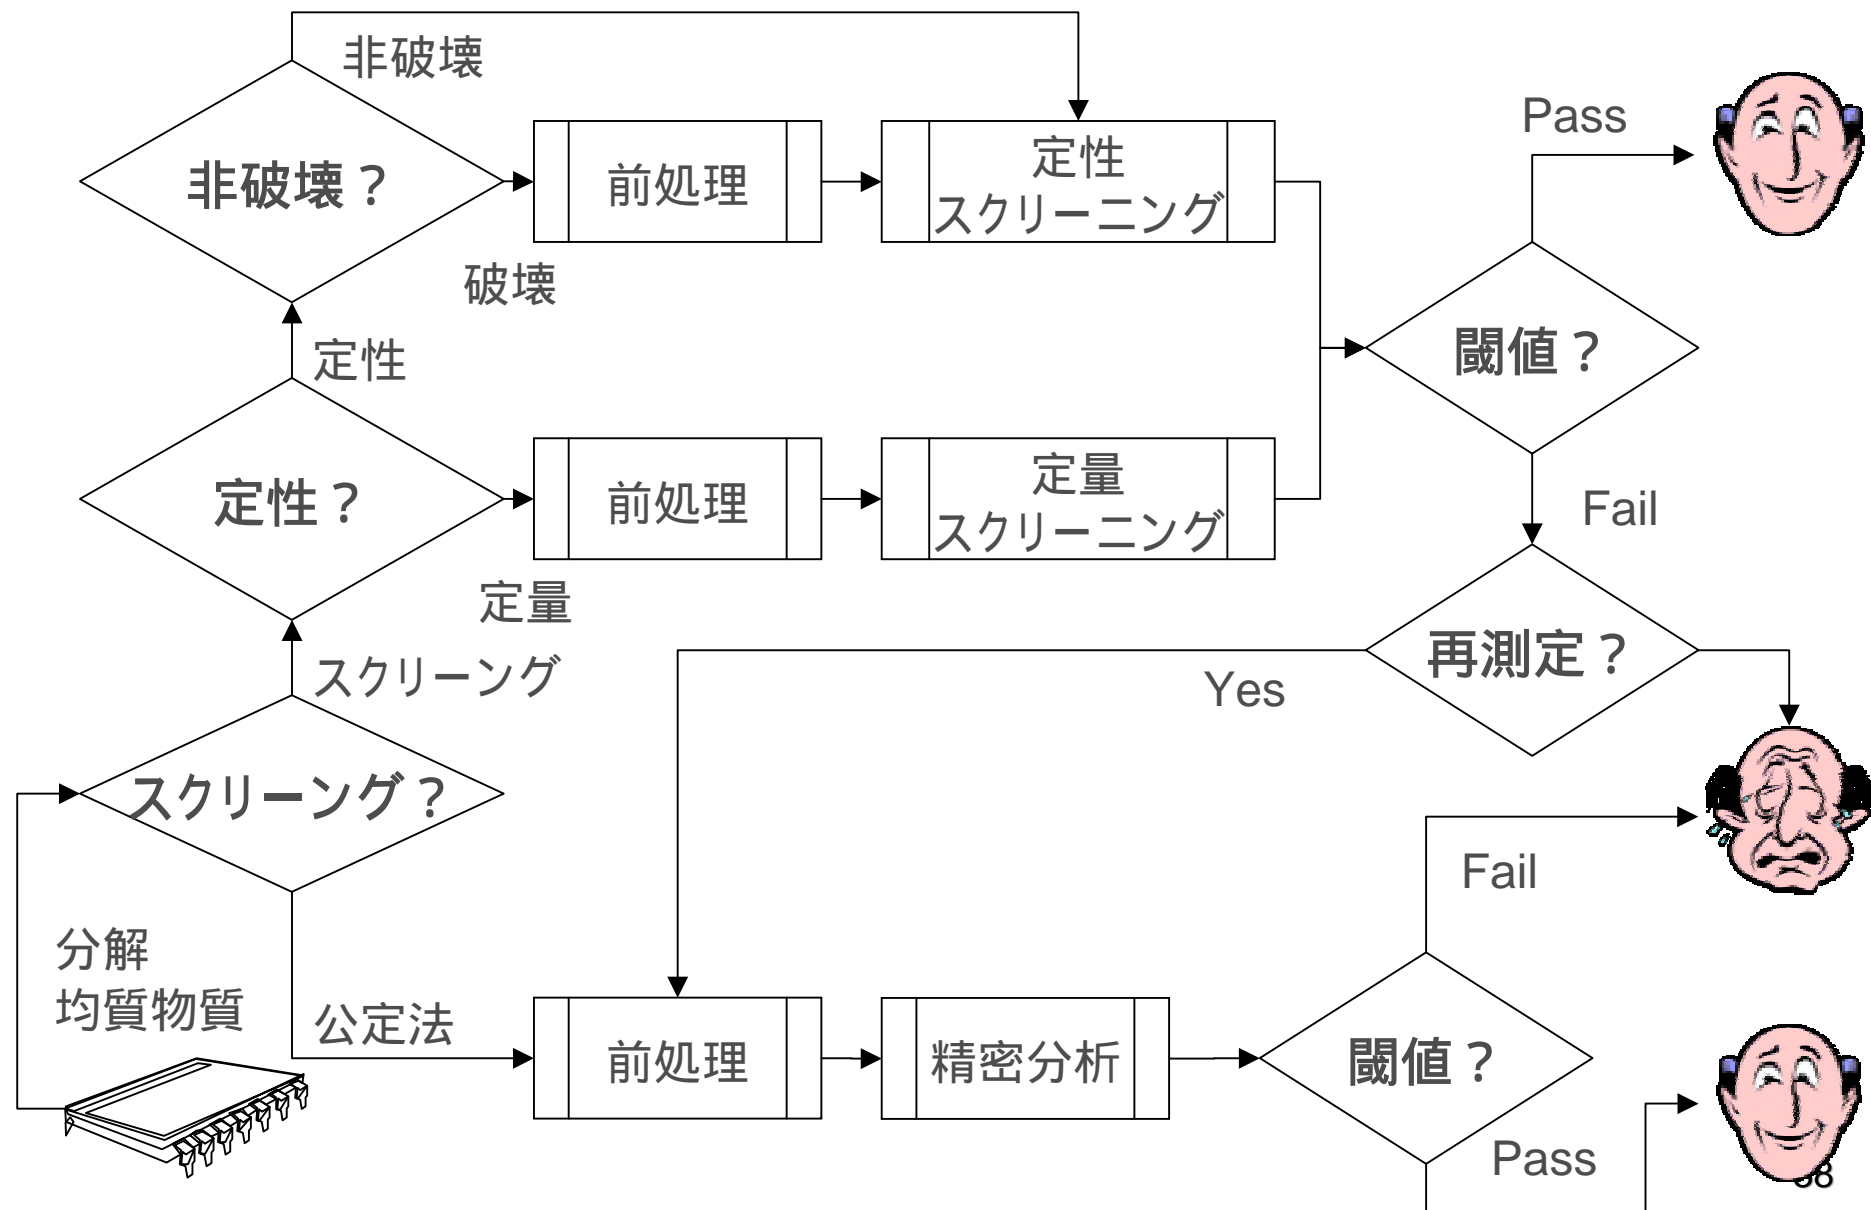 非破壊
Pass
非破壊？
前処理
定性
スクリーニング
破壊
閾値？
定性
定性？
前処理
定量
スクリーニング
Fail
定量
再測定？
スクリーング
Yes
スクリーング？
Fail
分解
均質物質
公定法
前処理
精密分析
閾値？
Pass